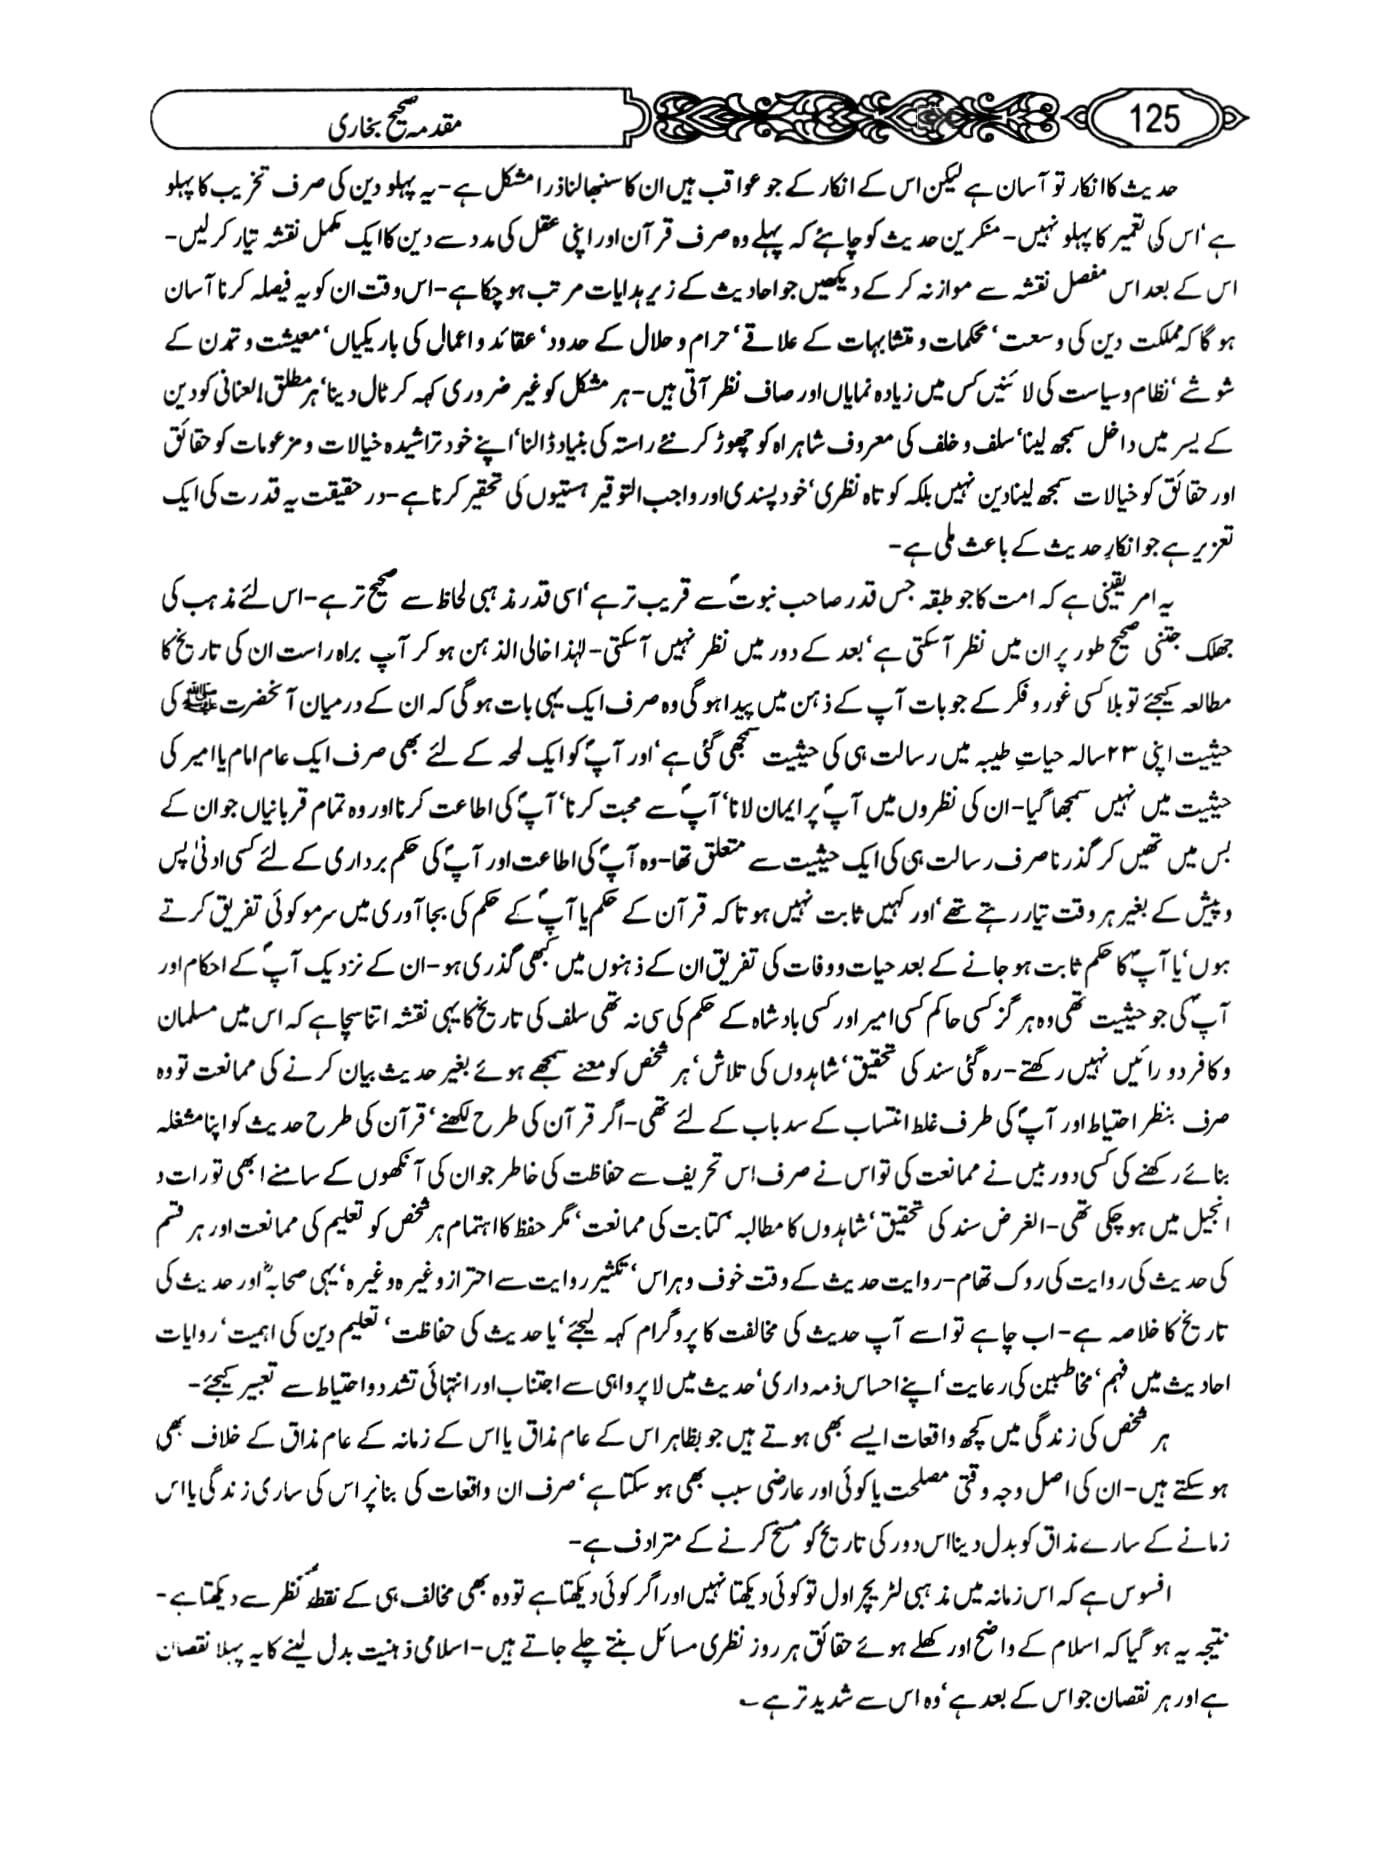 مقدمہ صحیح بخاری
125
حدیث کا انکار تو آسان ہے لیکن اس کے انکار کے جو عواقب ہیں ان کا سنبھالنا ذرا مشکل ہے- یہ پہلو دین کی صرف تخریب کا پہلو
ہے‘ اس کی تعمیر کا پہلو نہیں- منکرین حدیث کو چاہئے کہ پہلے وہ صرف قرآن اور اپنی عقل کی مدد سے دین کا ایک مکمل نقشہ تیار کر لیں-
اس کے بعد اس مفصل نقشہ سے موازنہ کر کے دیکھیں جو احادیث کے زیر ہدایات مرتب ہو چکا ہے- اس وقت ان کو یہ فیصلہ کرنا آسان
ہو گا کہ مملکت دین کی وسعت‘ محکمات و متشابہات کے علاقے‘ حرام و حلال کے حدود‘ عقائد و اعمال کی باریکیاں‘ معیشت و تمدن کے
شوشے‘ نظام و سیاست کی لائنیں کس میں زیادہ نمایاں اور صاف نظر آتی ہیں- ہر مشکل کو غیر ضروری کہہ کر ٹال دینا‘ ہر مطلق العنانی کو دین
کے یسر میں داخل سمجھ لینا‘ سلف و خلف کی معروف شاہراہ کو چھوڑ کر نئے راستہ کی بنیاد ڈالنا‘ اپنے خود تراشیدہ خیالات و مزعومات کو حقائق
اور حقائق کو خیالات سمجھ لینا دین نہیں بلکہ کوتاہ نظری‘ خود پسندی اور واجب التوقیر ہستیوں کی تحقیر کرنا ہے- در حقیقت یہ قدرت کی ایک
تعزیر ہے جو انکارِ حدیث کے باعث ملی ہے-
یہ امر یقینی ہے کہ امت کا جو طبقہ جس قدر صاحب نبوتؐ سے قریب تر ہے‘ اسی قدر مذہبی لحاظ سے صحیح تر ہے- اس لئے مذہب کی
جھلک جتنی صحیح طور پر ان میں نظر آ سکتی ہے‘ بعد کے دور میں نظر نہیں آ سکتی- لہٰذا خالی الذہن ہو کر آپ براہ راست ان کی تاریخ کا
مطالعہ کیجئے تو بلا کسی غور و فکر کے جو بات آپ کے ذہن میں پیدا ہو گی وہ صرف ایک یہی بات ہو گی کہ ان کے درمیان آنحضرت ﷺ کی
حیثیت اپنی ۲۳ سالہ حیاتِ طیبہ میں رسالت ہی کی حیثیت سمجھی گئی ہے‘ اور آپؐ کو ایک لمحہ کے لئے بھی صرف ایک عام امام یا امیر کی
حیثیت میں نہیں سمجھا گیا- ان کی نظروں میں آپؐ پر ایمان لانا‘ آپؐ سے محبت کرنا‘ آپؐ کی اطاعت کرنا اور وہ تمام قربانیاں جو ان کے
بس میں تھیں کر گذرنا صرف رسالت ہی کی ایک حیثیت سے متعلق تھا- وہ آپؐ کی اطاعت اور آپؐ کی حکم برداری کے لئے کسی ادنیٰ پس
و پیش کے بغیر ہر وقت تیار رہتے تھے‘ اور کہیں ثابت نہیں ہوتا کہ قرآن کے حکم یا آپؐ کے حکم کی بجا آوری میں سرمو کوئی تفریق کرتے
ہوں‘ یا آپؐ کا حکم ثابت ہو جانے کے بعد حیات و وفات کی تفریق ان کے ذہنوں میں کبھی گذری ہو- ان کے نزدیک آپؐ کے احکام اور
آپؐ کی جو حیثیت تھی وہ ہر گز کسی حاکم کسی امیر اور کسی بادشاہ کے حکم کی سی نہ تھی سلف کی تاریخ کا یہی نقشہ اتنا سچا ہے کہ اس میں مسلمان
و کافر دو رائیں نہیں رکھتے- رہ گئی سند کی تحقیق‘ شاہدوں کی تلاش‘ ہر شخص کو معنے سمجھے ہوئے بغیر حدیث بیان کرنے کی ممانعت تو وہ
صرف بنظر احتیاط اور آپؐ کی طرف غلط انتساب کے سد باب کے لئے تھی- اگر قرآن کی طرح لکھنے‘ قرآن کی طرح حدیث کو اپنا مشغلہ
بنائے رکھنے کی کسی دور بیں نے ممانعت کی تو اس نے صرف اس تحریف سے حفاظت کی خاطر جو ان کی آنکھوں کے سامنے ابھی تورات و
انجیل میں ہو چکی تھی- الغرض سند کی تحقیق‘ شاہدوں کا مطالبہ‘ کتابت کی ممانعت‘ مگر حفظ کا اہتمام ہر شخص کو تعلیم کی ممانعت اور ہر قسم
کی حدیث کی روایت کی روک تھام- روایت حدیث کے وقت خوف و ہراس‘ تکثیر روایت سے احتراز وغیرہ وغیرہ‘ یہی صحابہؓ اور حدیث کی
تاریخ کا خلاصہ ہے- اب چاہے تو اسے آپ حدیث کی مخالفت کا پروگرام کہہ لیجئے‘ یا حدیث کی حفاظت‘ تعلیم دین کی اہمیت‘ روایات
احادیث میں فہم‘ مخاطبین کی رعایت‘ اپنے احساس ذمہ داری‘ حدیث میں لا پرواہی سے اجتناب اور انتہائی تشدد و احتیاط سے تعبیر کیجئے-
ہر شخص کی زندگی میں کچھ واقعات ایسے بھی ہوتے ہیں جو بظاہر اس کے عام مذاق یا اس کے زمانہ کے عام مذاق کے خلاف بھی
ہو سکتے ہیں- ان کی اصل وجہ وقتی مصلحت یا کوئی اور عارضی سبب بھی ہو سکتا ہے‘ صرف ان واقعات کی بنا پر اس کی ساری زندگی یا اس
زمانے کے سارے مذاق کو بدل دینا اس دور کی تاریخ کو مسخ کرنے کے مترادف ہے-
افسوس ہے کہ اس زمانہ میں مذہبی لٹریچر اول تو کوئی دیکھتا نہیں اور اگر کوئی دیکھتا ہے تو وہ بھی مخالف ہی کے نقطۂ نظر سے دیکھتا ہے-
نتیجہ یہ ہو گیا کہ اسلام کے واضح اور کھلے ہوئے حقائق ہر روز نظری مسائل بنتے چلے جاتے ہیں- اسلامی ذہنیت بدل لینے کا یہ پہلا نقصان
ہے اور ہر نقصان جو اس کے بعد ہے‘ وہ اس سے شدید تر ہے ۔